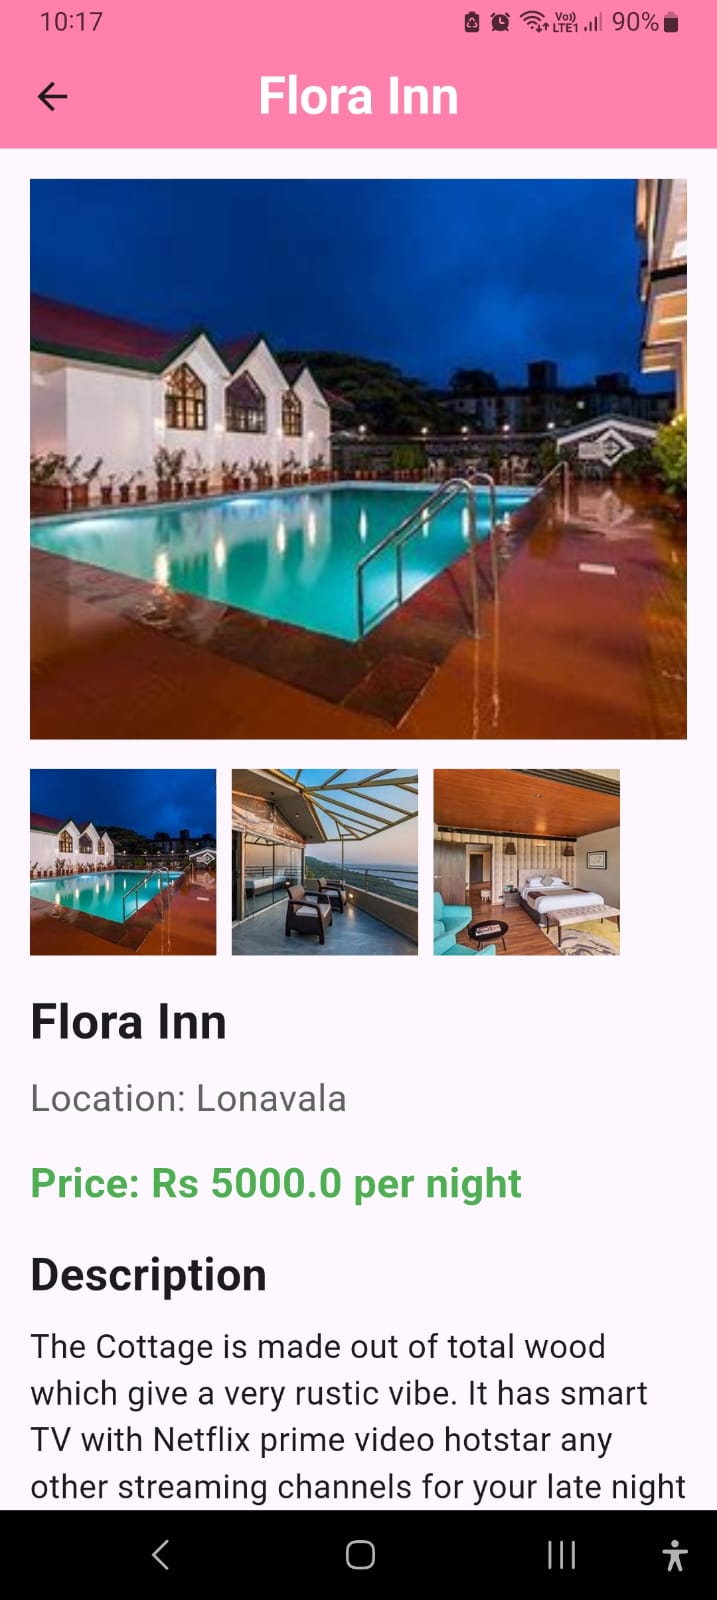 10:17
Vo))
LTE1
90%
Flora Inn
Flora Inn
Location: Lonavala
Price: Rs 5000.0 per night
Description
The Cottage is made out of total wood
which give a very rustic vibe. It has smart
TV with Netflix prime video hotstar any
other streaming channels for your late night